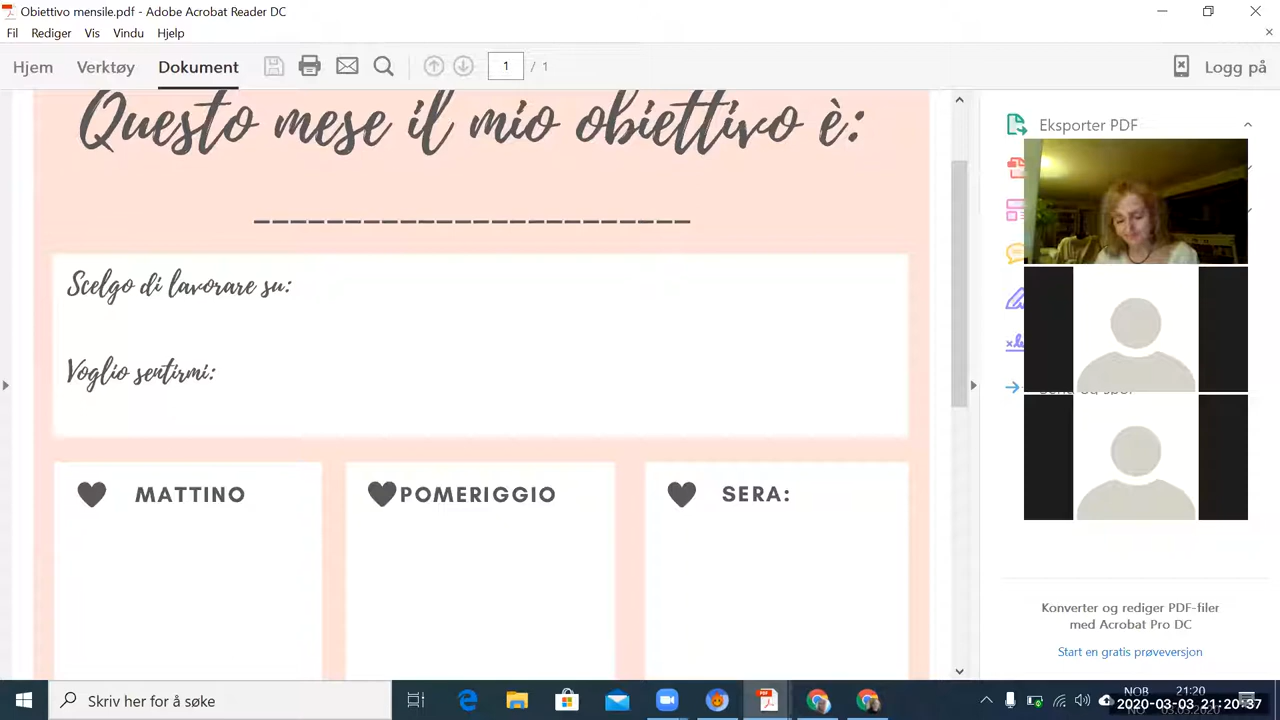 Obiettivo mensile.pdf - Adobe Acrobat Reader DC
Fil Rediger Vis Vindu Hjelp
Hjem Verktøy Dokument 1 / 1 Logg på
Questo mese il mio obiettivo è:
________________________
Scelgo di lavorare su:
Voglio sentirmi:
MATTINO
POMERIGGIO
SERA:
Eksporter PDF
Konverter og rediger PDF-filer
med Acrobat Pro DC
Start en gratis prøveversjon
Skriv her for å søke
NOR 21:20
2020-03-03 21:20:37